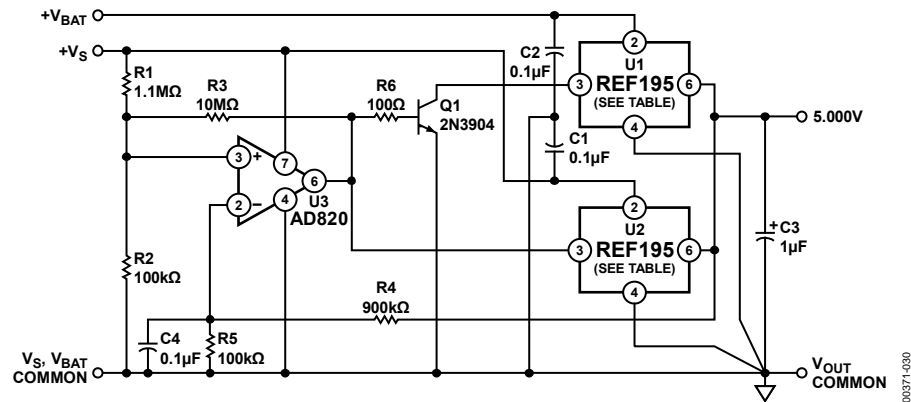 +VBAT
+VS
R1
1.1MΩ
R3
10MΩ
R6
100Ω
Q1
2N3904
C2
0.1µF
C1
0.1µF
2
U1
3
REF195
6
(SEE TABLE)
4
5.000V
3
+
7
6
2
–
4
U3
AD820
2
U2
3
REF195
6
(SEE TABLE)
4
+
C3
1µF
R2
100kΩ
R4
900kΩ
C4
0.1µF
R5
100kΩ
VS, VBAT
COMMON
VOUT
COMMON
00371-030